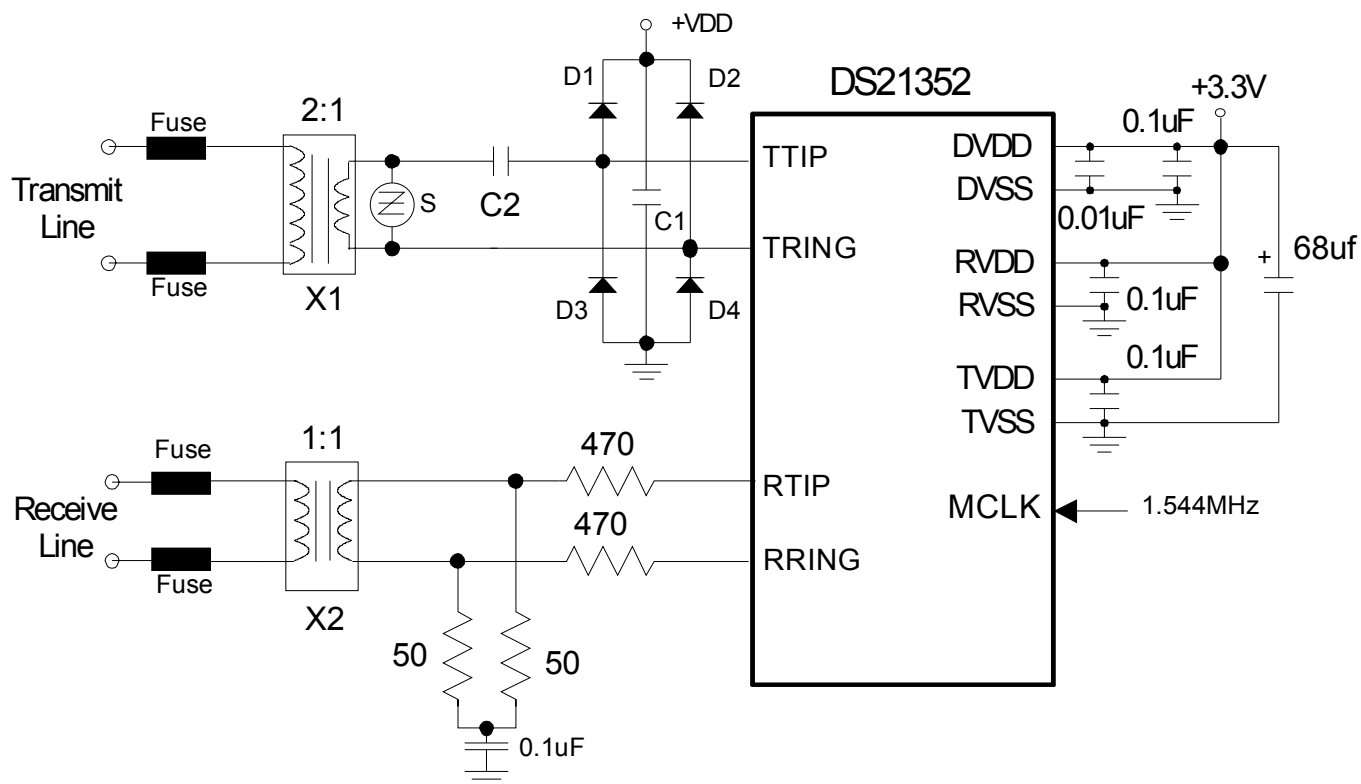 +VDD
D1
D2
DS21352
+3.3V
2:1
Fuse
0.1uF
TTIP
DVDD
Transmit
Line
S
C2
C1
DVSS
0.01uF
TRING
RVDD
+
68uf
Fuse
X1
D3
D4
RVSS
0.1uF
0.1uF
TVDD
TVSS
Fuse
1:1
470
RTIP
MCLK
1.544MHz
Receive
Line
470
RRING
Fuse
X2
50
50
0.1uF